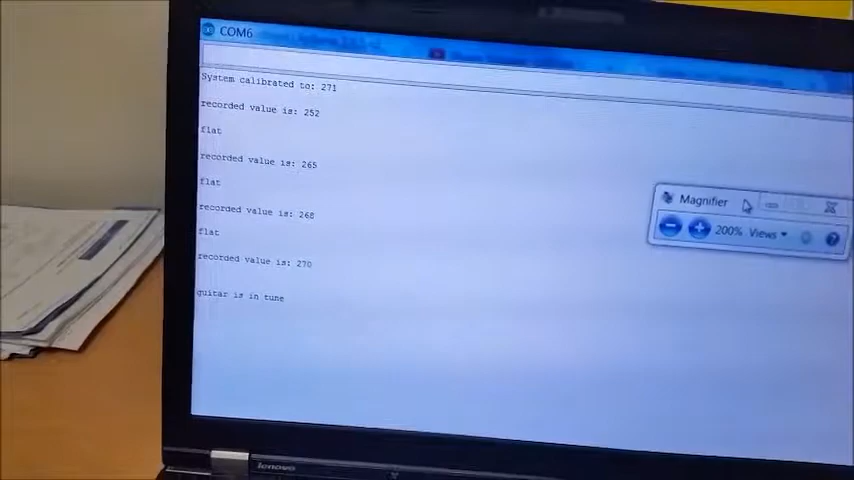 COM6
System calibrated to: 271
recorded value is: 252
flat
recorded value is: 265
flat
recorded value is: 268
flat
recorded value is: 270
guitar is in tune
Magnifier
200% Views
lenovo